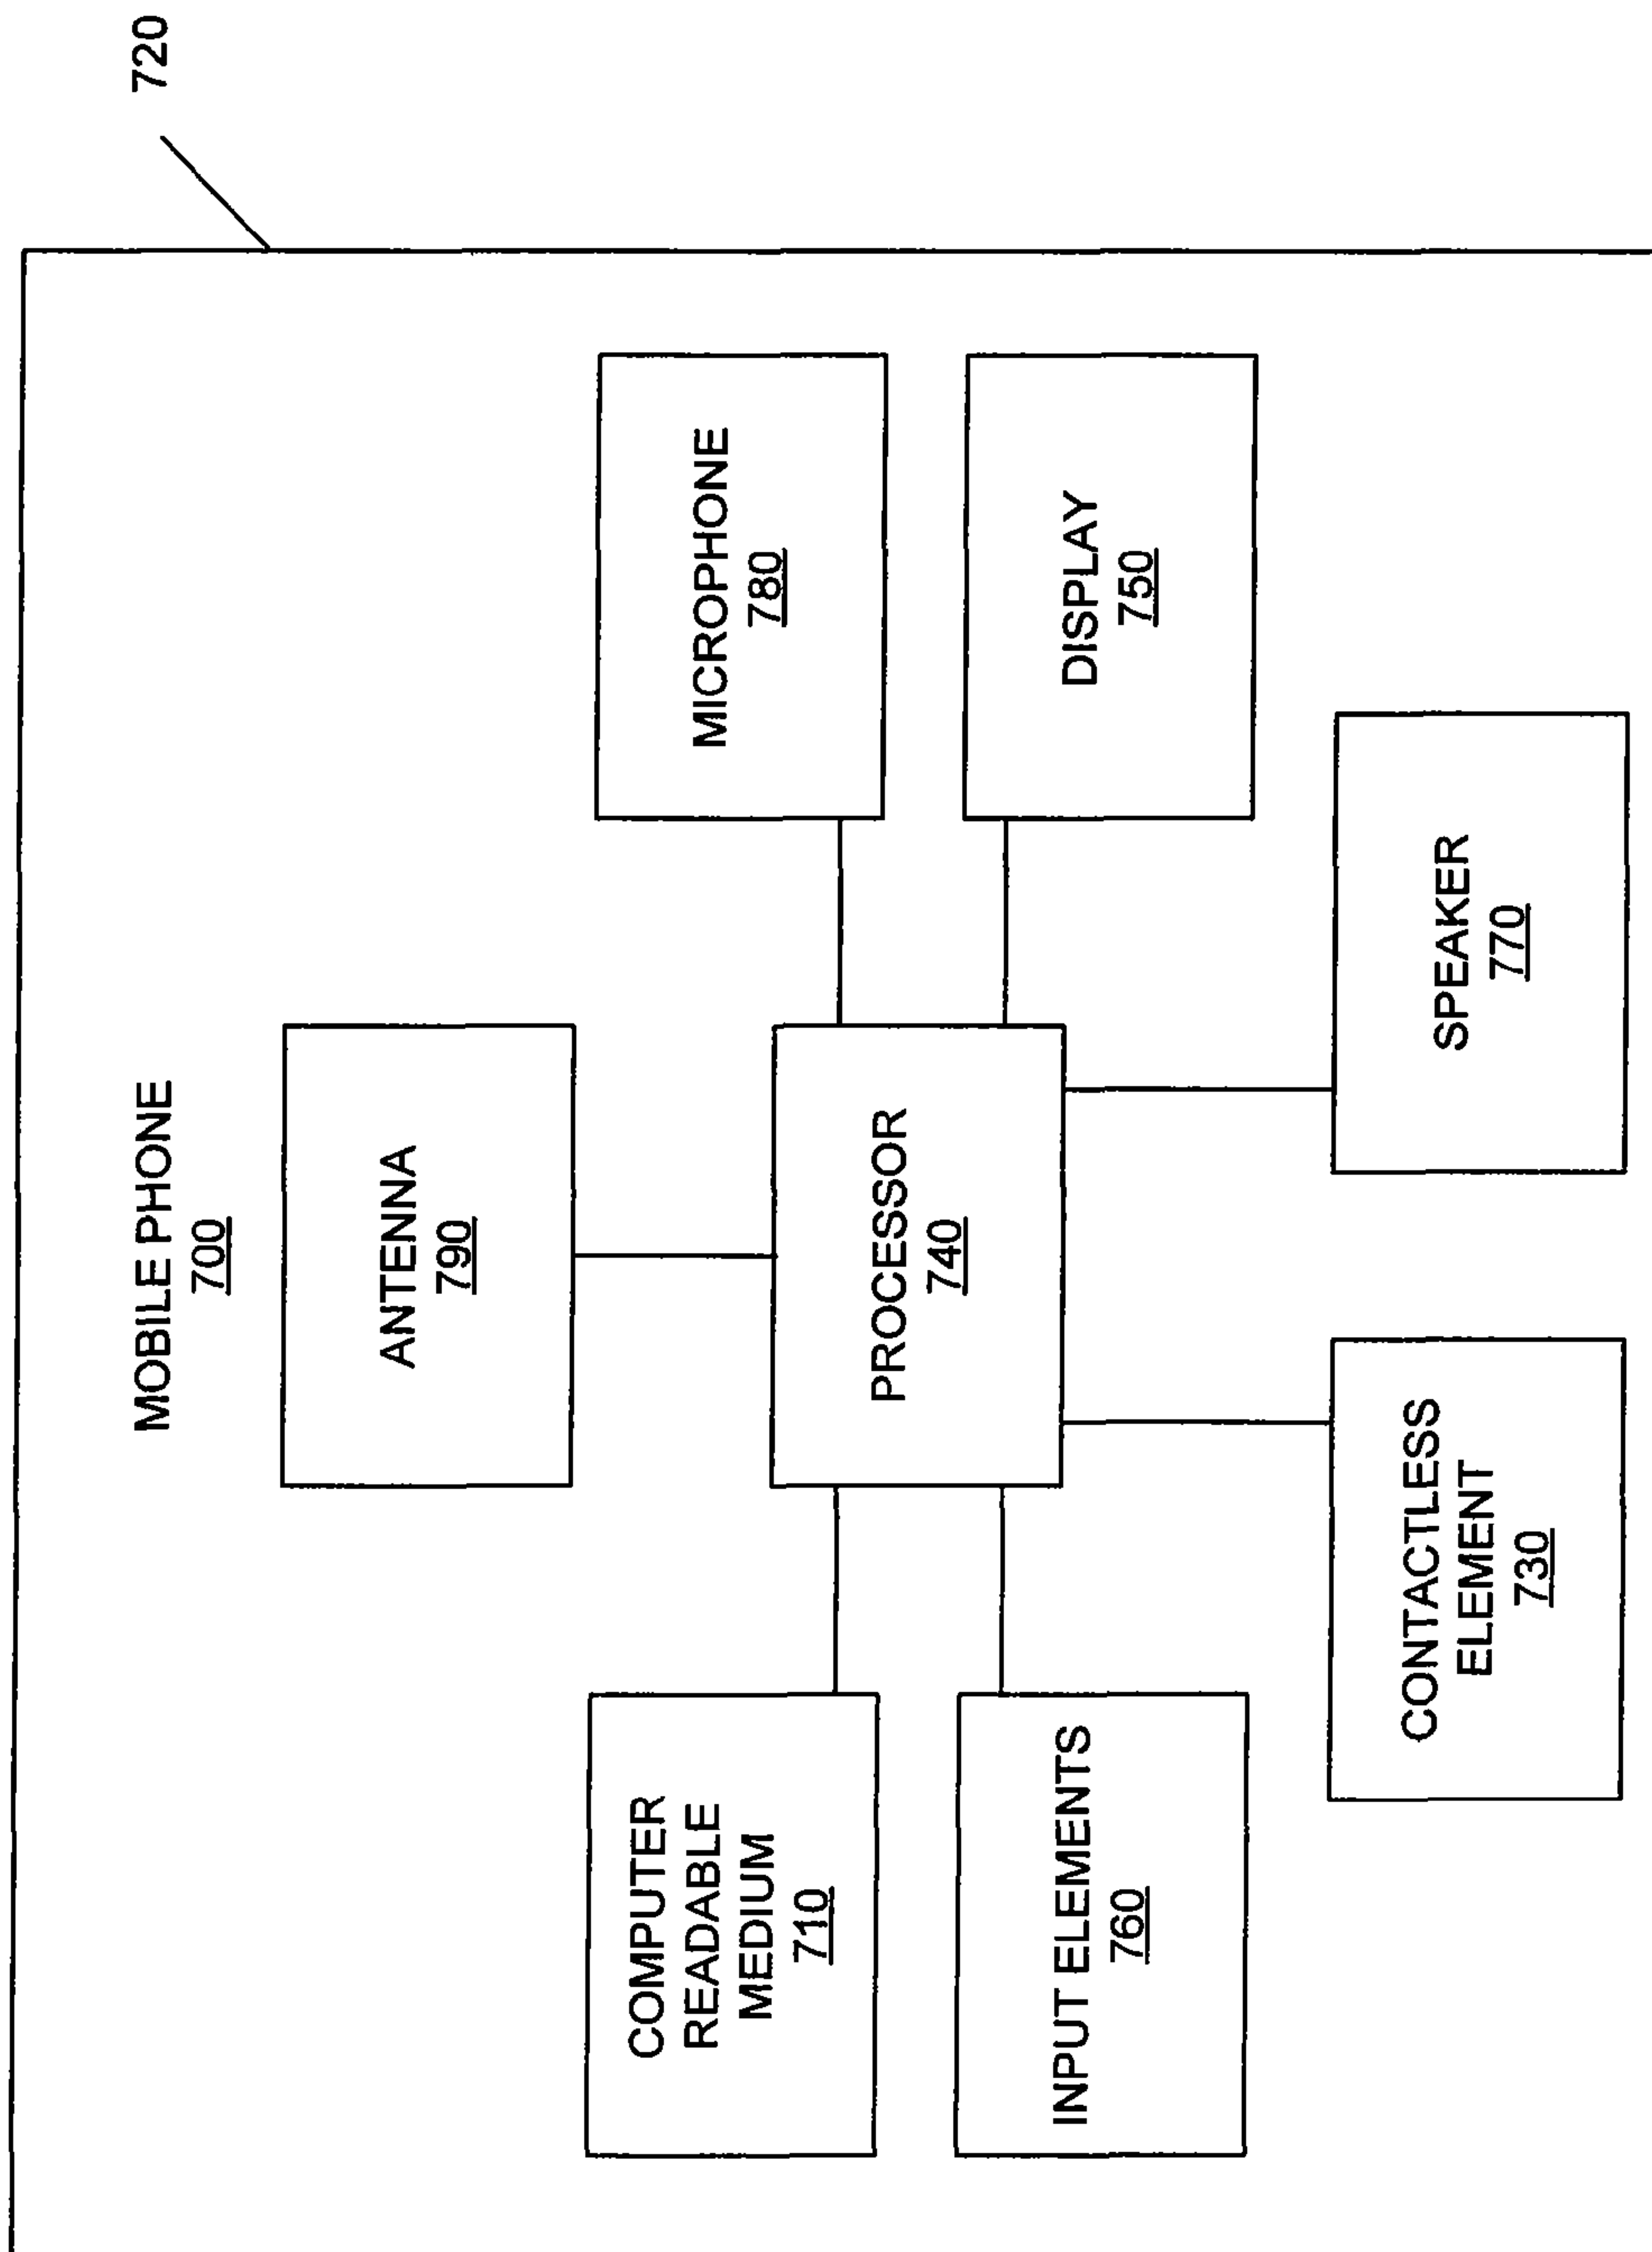 720
MOBILE PHONE
700
ANTENNA
790
COMPUTER
READABLE
MEDIUM
710
PROCESSOR
740
MICROPHONE
780
INPUT ELEMENTS
760
DISPLAY
750
CONTACTLESS
ELEMENT
730
SPEAKER
770